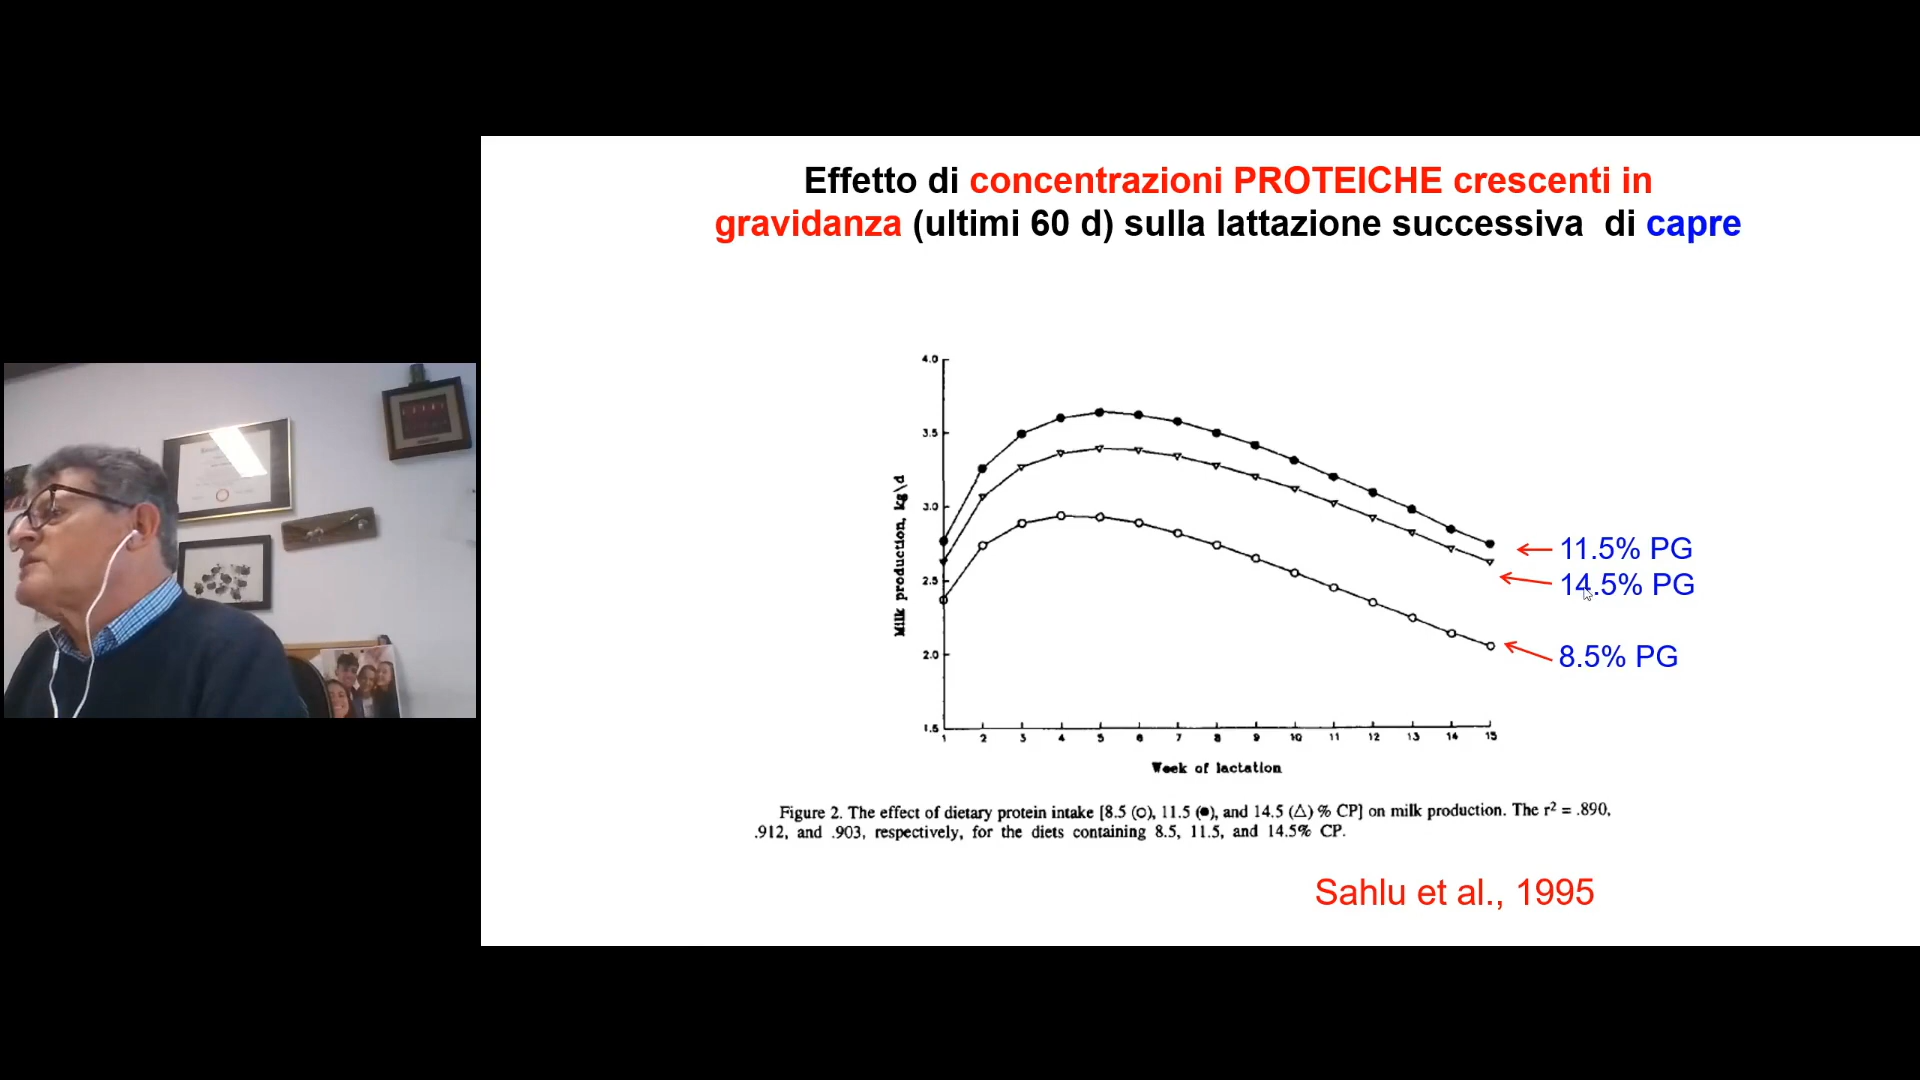 Effetto di concentrazioni PROTEICHE crescenti in
gravidanza (ultimi 60 d) sulla lattazione successiva di capre
4.0
3.5
3.0
2.5
2.0
1.5
Milk production, kg\d
1 2 3 4 5 6 7 8 9 10 11 12 13 14 15
Week of lactation
11.5% PG
14.5% PG
8.5% PG
Figure 2. The effect of dietary protein intake [8.5 (○), 11.5 (●), and 14.5 (△) % CP] on milk production. The r² = .890,
.912, and .903, respectively, for the diets containing 8.5, 11.5, and 14.5% CP.
Sahlu et al., 1995